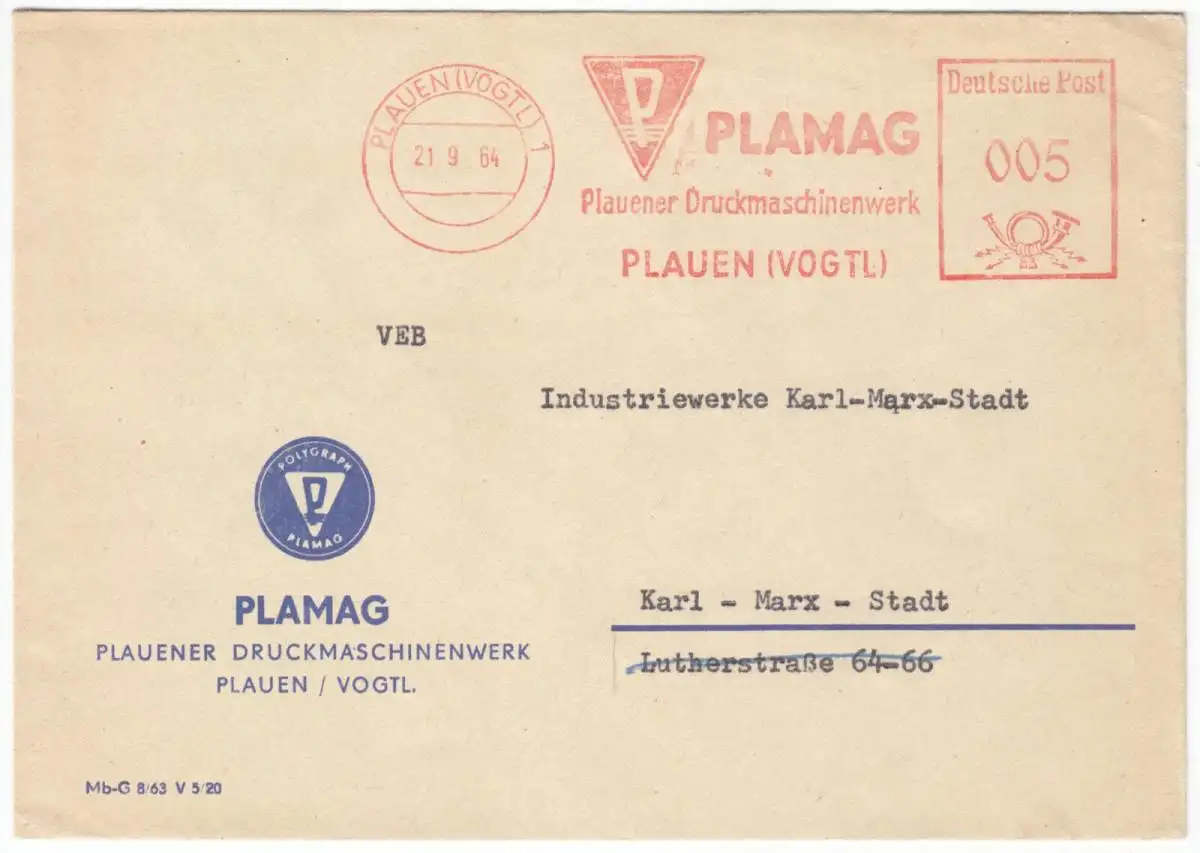 PLAUEN (VOGTL) 1
21 9 64
P
PLAMAG
Plauener Druckmaschinenwerk
PLAUEN (VOGTL)
Deutsche Post
005
VEB
Industriewerke Karl-Marx-Stadt
POLYGRAPH
P
PLAMAG
PLAMAG
PLAUENER DRUCKMASCHINENWERK
PLAUEN / VOGTL.
Karl - Marx - Stadt
Lutherstraße 64-66
Mb-G 8/63 V 5/20